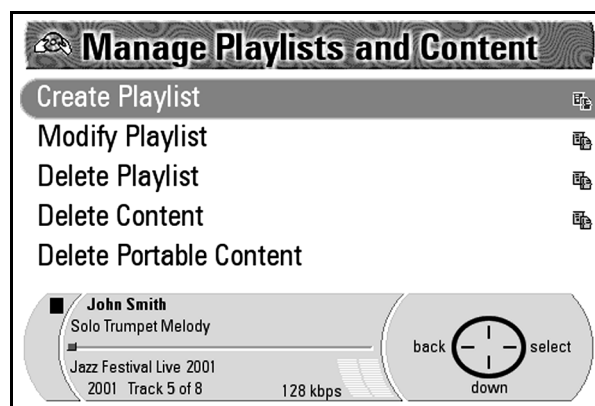 Manage Playlists and Content
Create Playlist
Modify Playlist
Delete Playlist
Delete Content
Delete Portable Content
John Smith
Solo Trumpet Melody
Jazz Festival Live 2001
2001 Track 5 of 8 128 kbps
back select
down